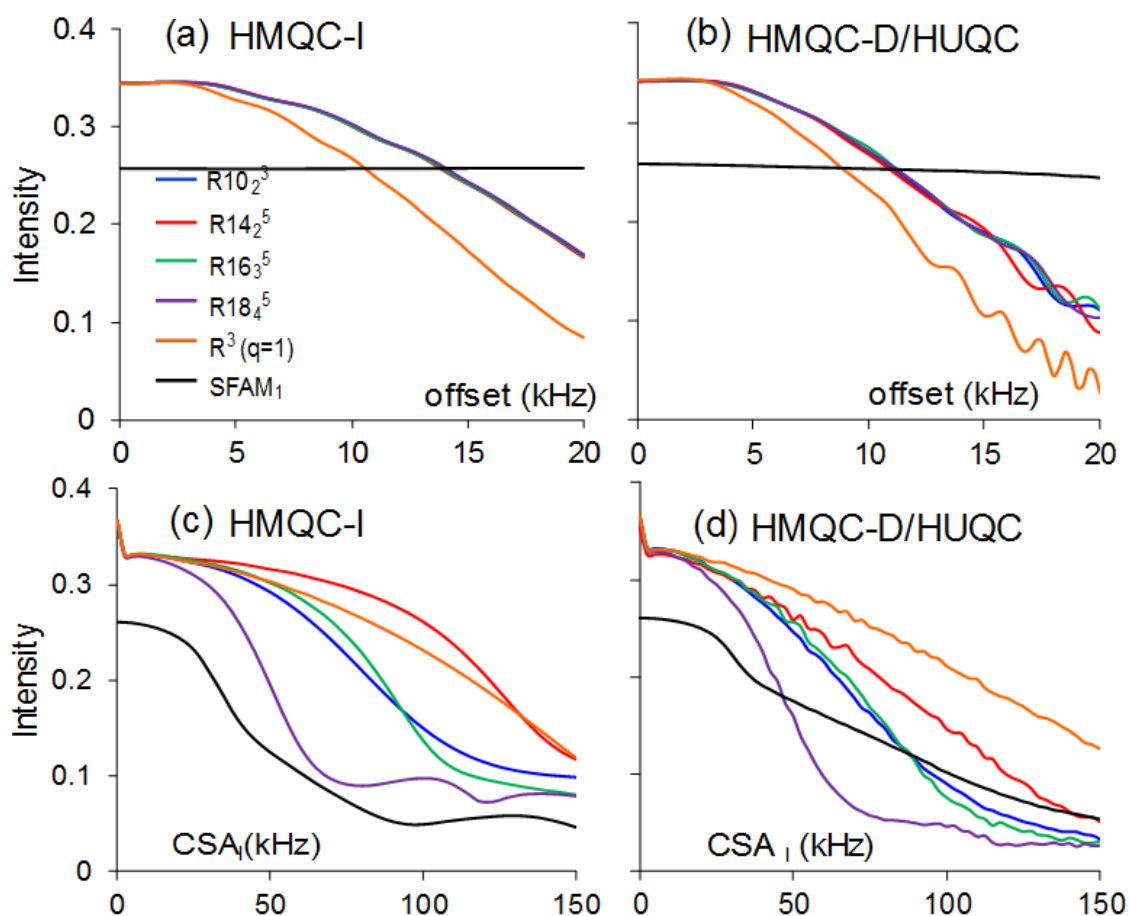 (a) HMQC-I
(b) HMQC-D/HUQC
0.4
0.3
0.2
0.1
0
Intensity
R10₂³
R14₂⁵
R16₃⁵
R18₄⁵
R³ (q=1)
SFAM₁
offset (kHz)
offset (kHz)
0 5 10 15 20
0 5 10 15 20
(c) HMQC-I
(d) HMQC-D/HUQC
0.4
0.3
0.2
0.1
0
Intensity
CSAI(kHz)
CSA I (kHz)
0 50 100 150
0 50 100 150